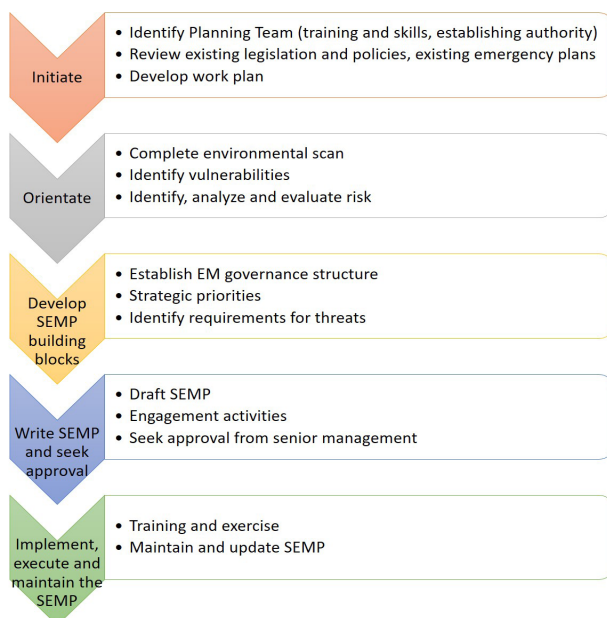 Initiate
• Identify Planning Team (training and skills, establishing authority)
• Review existing legislation and policies, existing emergency plans
• Develop work plan
Orientate
• Complete environmental scan
• Identify vulnerabilities
• Identify, analyze and evaluate risk
Develop
SEMP
building
blocks
• Establish EM governance structure
• Strategic priorities
• Identify requirements for threats
Write SEMP
and seek
approval
• Draft SEMP
• Engagement activities
• Seek approval from senior management
Implement,
execute and
maintain the
SEMP
• Training and exercise
• Maintain and update SEMP